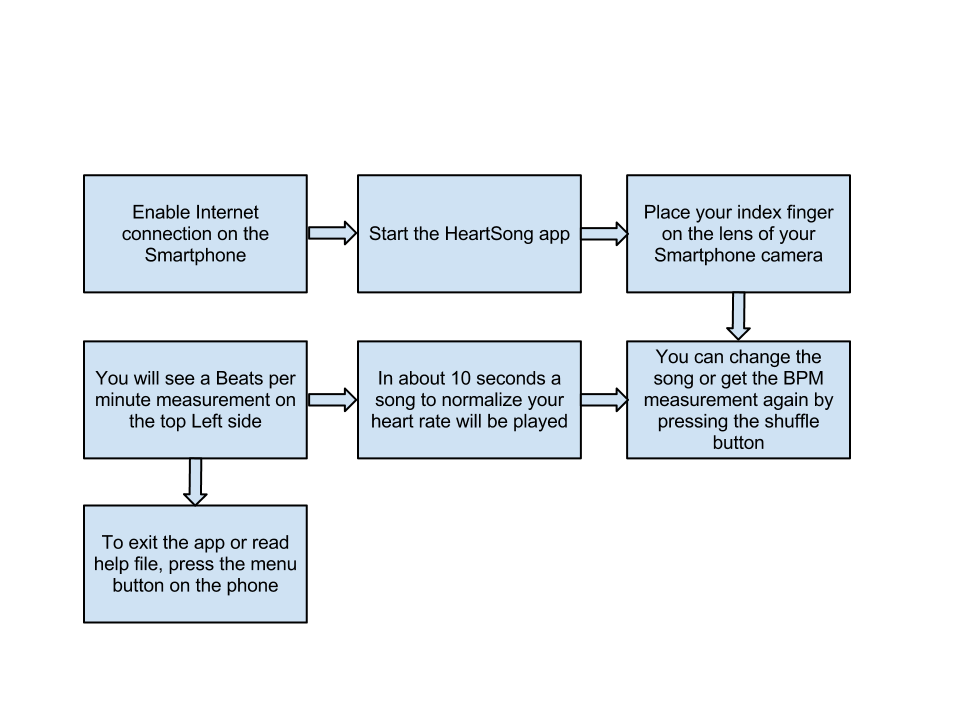 Enable Internet
connection on the
Smartphone
Start the HeartSong app
Place your index finger
on the lens of your
Smartphone camera
You will see a Beats per
minute measurement on
the top Left side
In about 10 seconds a
song to normalize your
heart rate will be played
You can change the
song or get the BPM
measurement again by
pressing the shuffle
button
To exit the app or read
help file, press the menu
button on the phone